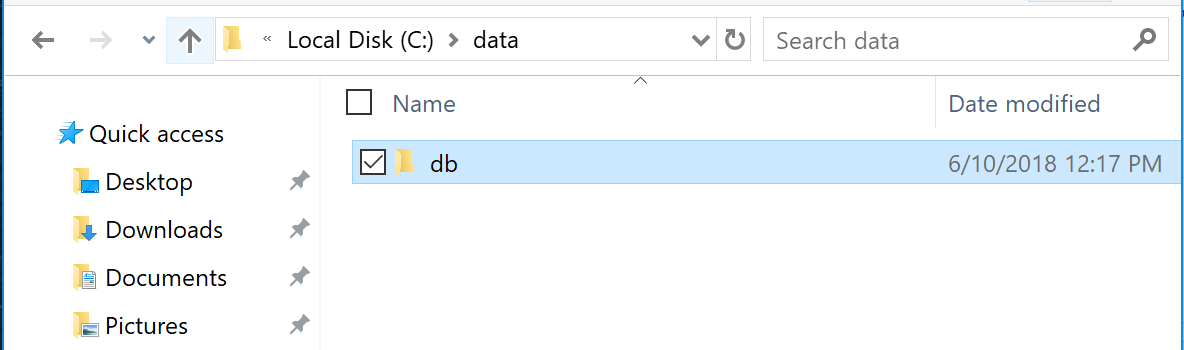 « Local Disk (C:) > data
Search data
Name
Date modified
Quick access
Desktop
Downloads
Documents
Pictures
db
6/10/2018 12:17 PM